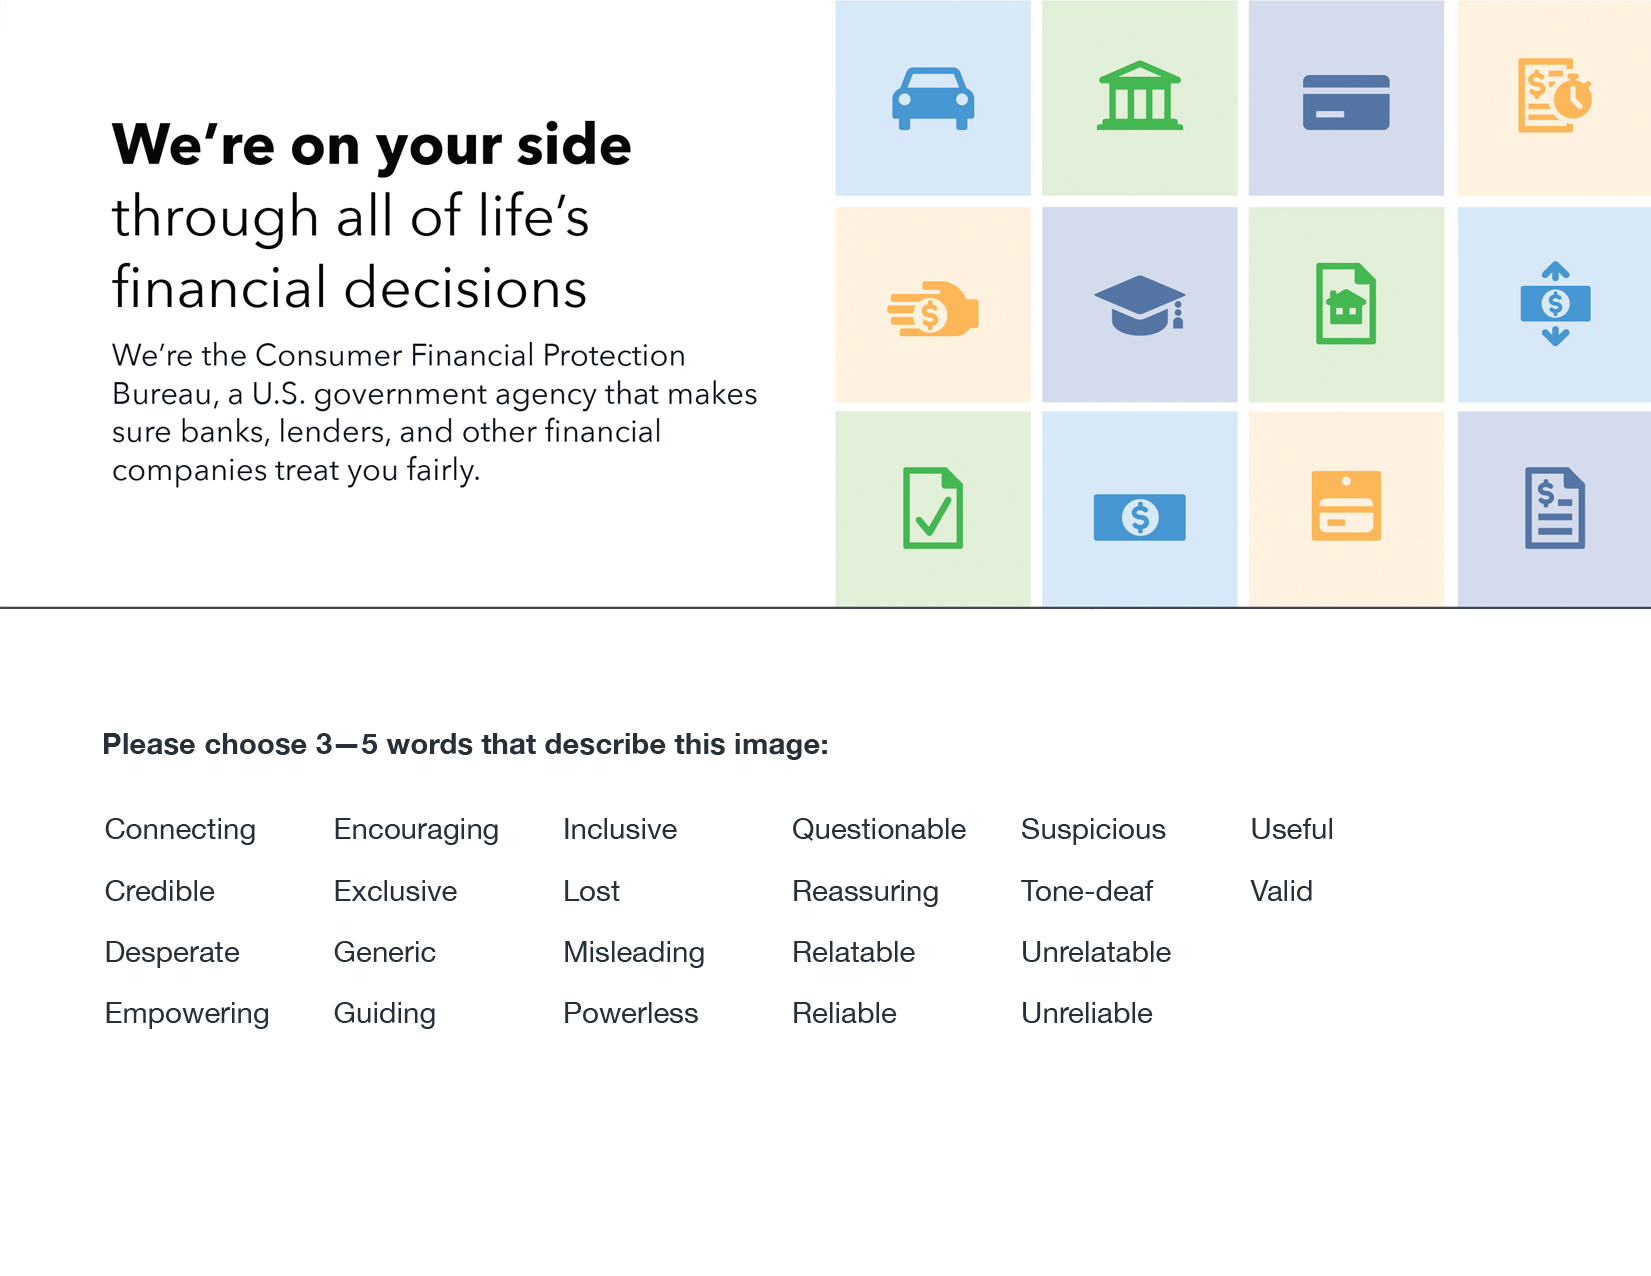 We’re on your side
through all of life’s
financial decisions
We’re the Consumer Financial Protection
Bureau, a U.S. government agency that makes
sure banks, lenders, and other financial
companies treat you fairly.
$
$
$
$
$
Please choose 3—5 words that describe this image:
Connecting Encouraging Inclusive Questionable Suspicious Useful
Credible Exclusive Lost Reassuring Tone-deaf Valid
Desperate Generic Misleading Relatable Unrelatable
Empowering Guiding Powerless Reliable Unreliable